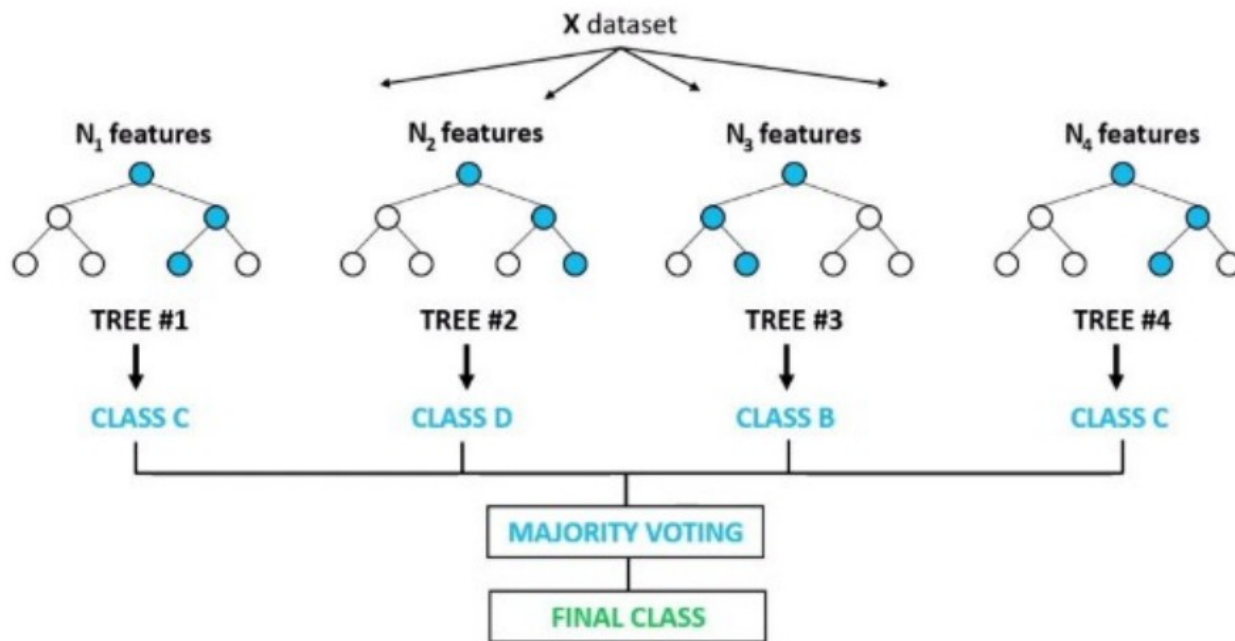 X dataset
N₁ features
N₂ features
N₃ features
N₄ features
TREE #1
TREE #2
TREE #3
TREE #4
CLASS C
CLASS D
CLASS B
CLASS C
MAJORITY VOTING
FINAL CLASS